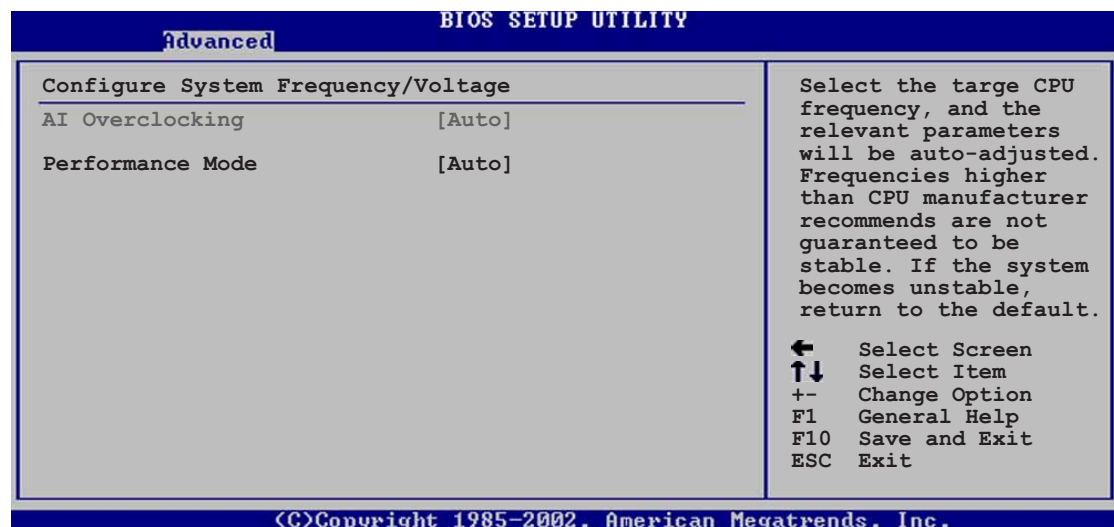 BIOS SETUP UTILITY
Advanced
Configure System Frequency/Voltage
AI Overclocking [Auto]
Performance Mode [Auto]
Select the targe CPU
frequency, and the
relevant parameters
will be auto-adjusted.
Frequencies higher
than CPU manufacturer
recommends are not
guaranteed to be
stable. If the system
becomes unstable,
return to the default.
← Select Screen
↑↓ Select Item
+- Change Option
F1 General Help
F10 Save and Exit
ESC Exit
(C)Copyright 1985-2002, American Megatrends, Inc.